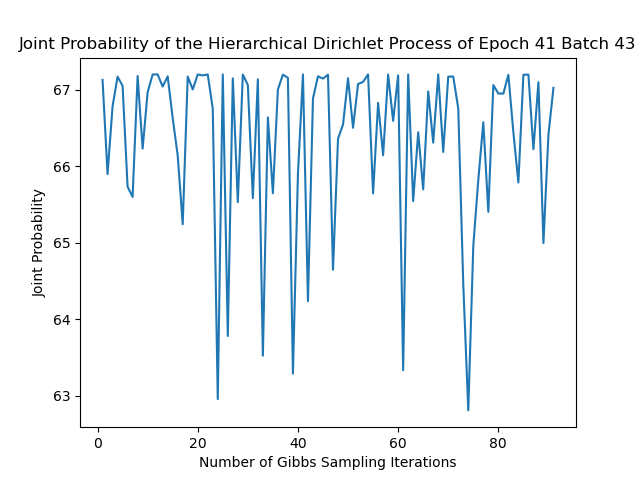 Joint Probability of the Hierarchical Dirichlet Process of Epoch 41 Batch 43
67
66
65
64
63
Joint Probability
0 20 40 60 80
Number of Gibbs Sampling Iterations